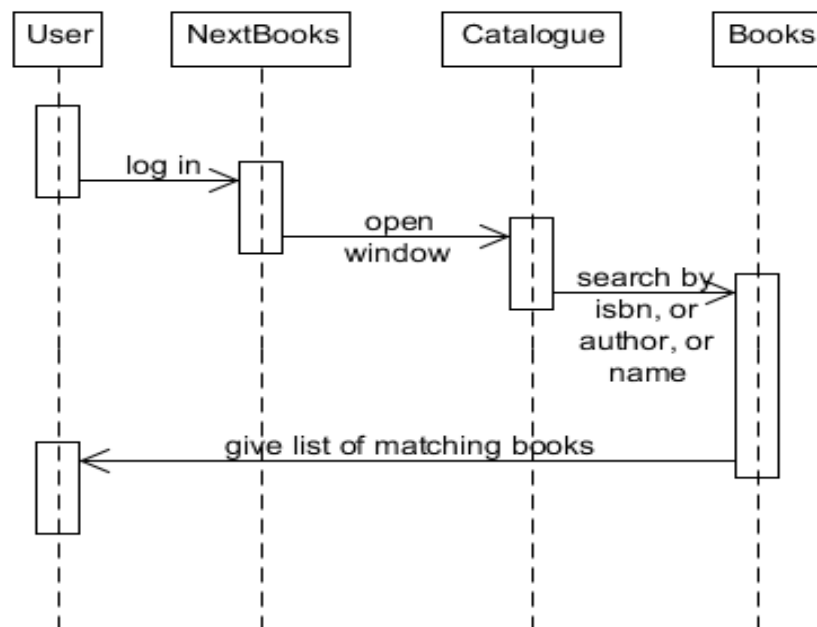 User
NextBooks
Catalogue
Books
log in
open
window
search by
isbn, or
author, or
name
give list of matching books